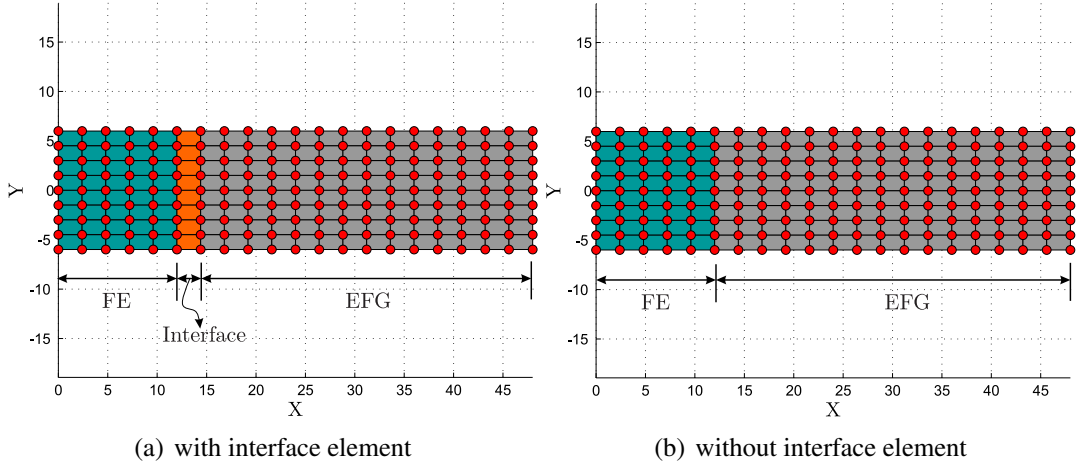 15
10
5
0
-5
-10
-15
Y
FE
EFG
Interface
0 5 10 15 20 25 30 35 40 45
X
(a) with interface element
15
10
5
0
-5
-10
-15
Y
FE
EFG
0 5 10 15 20 25 30 35 40 45
X
(b) without interface element